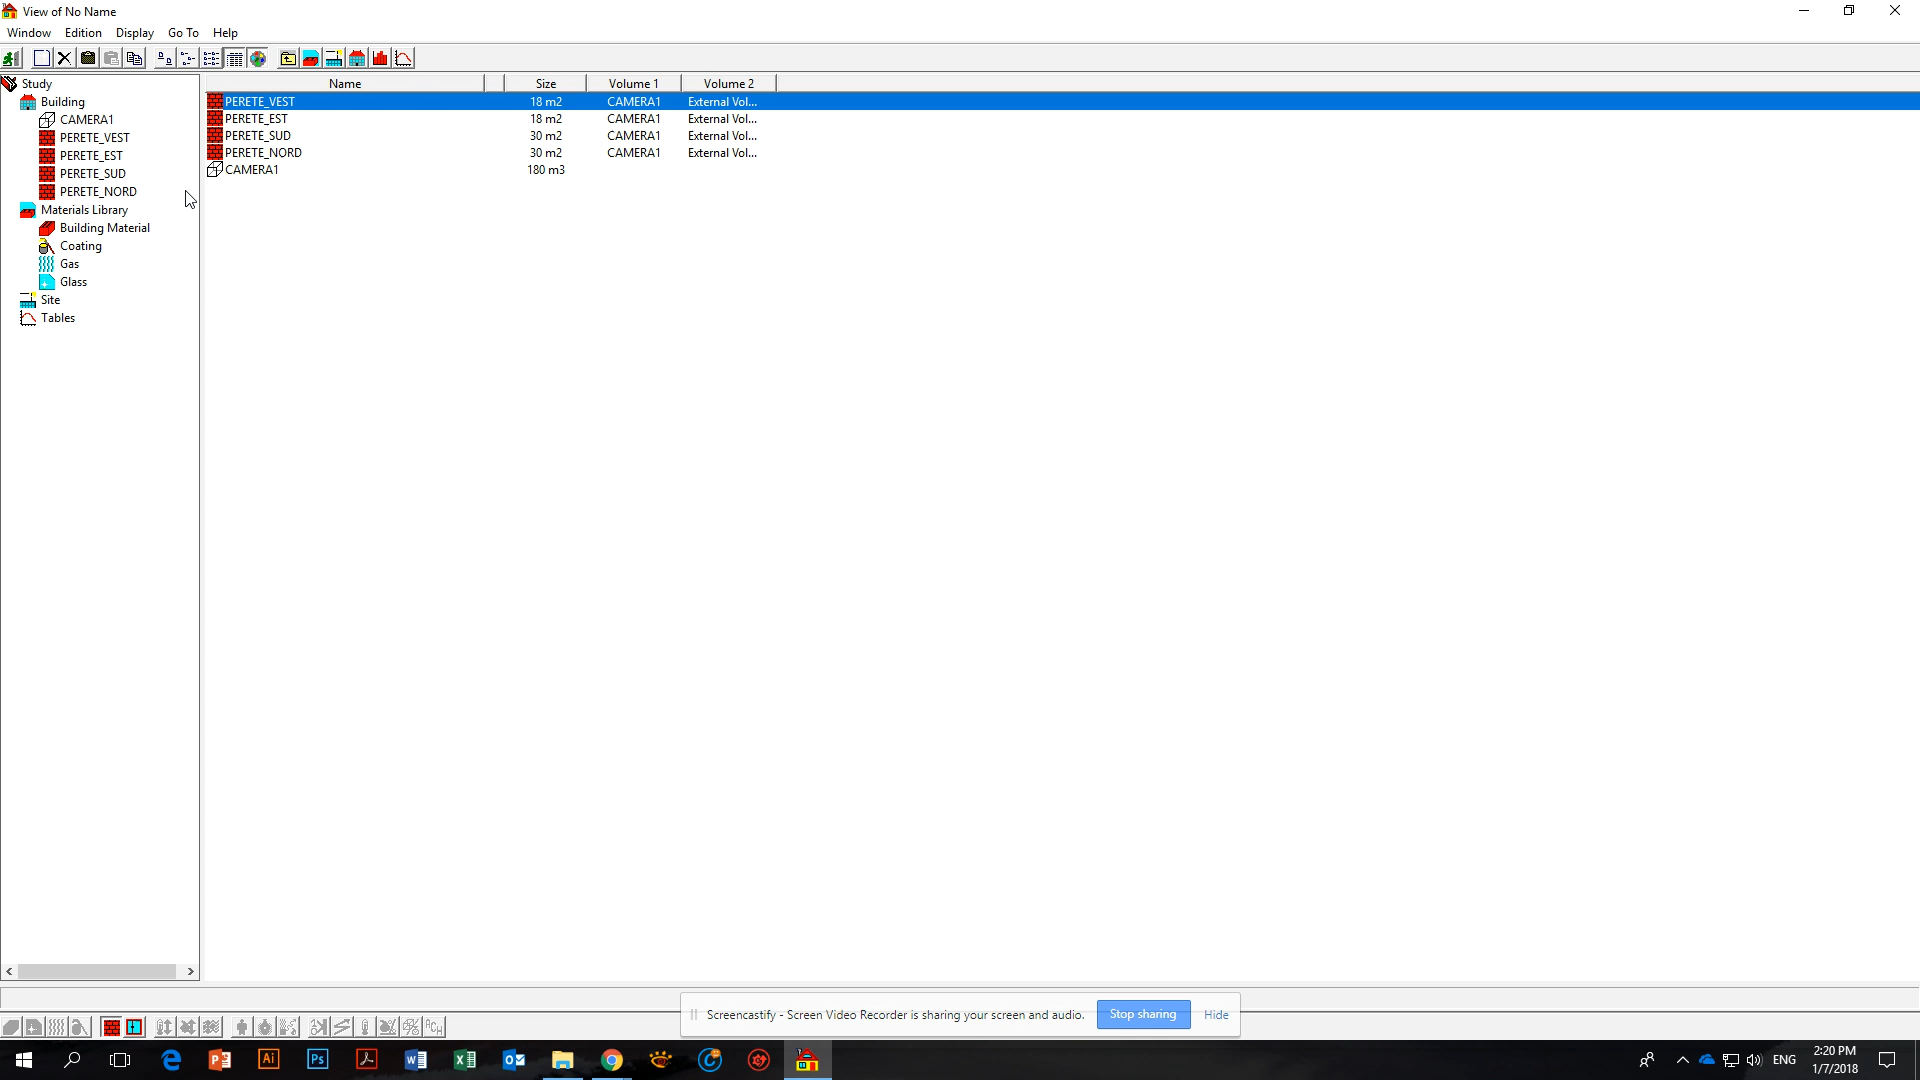 View of No Name
Window Edition Display Go To Help
Study
Building
CAMERA1
PERETE_VEST
PERETE_EST
PERETE_SUD
PERETE_NORD
Materials Library
Building Material
Coating
Gas
Glass
Site
Tables
Name Size Volume 1 Volume 2
PERETE_VEST 18 m2 CAMERA1 External Vol...
PERETE_EST 18 m2 CAMERA1 External Vol...
PERETE_SUD 30 m2 CAMERA1 External Vol...
PERETE_NORD 30 m2 CAMERA1 External Vol...
CAMERA1 180 m3
Screencastify - Screen Video Recorder is sharing your screen and audio. Stop sharing Hide
ACH
Ai Ps
ENG
2:20 PM
1/7/2018